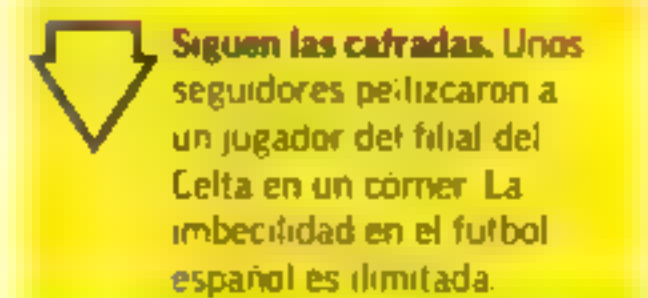 Siguen las cafradas. Unos
seguidores pellizcaron a
un jugador del filial del
Celta en un córner. La
imbecilidad en el fútbol
español es ilimitada.